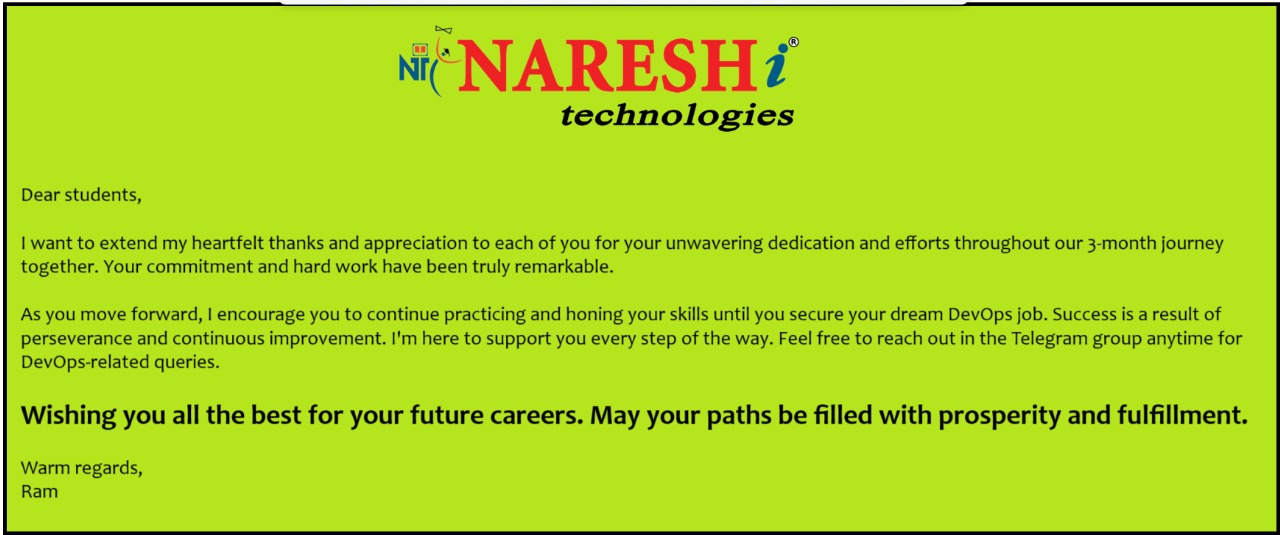 NT
NARESHi®
technologies
Dear students,
I want to extend my heartfelt thanks and appreciation to each of you for your unwavering dedication and efforts throughout our 3-month journey
together. Your commitment and hard work have been truly remarkable.
As you move forward, I encourage you to continue practicing and honing your skills until you secure your dream DevOps job. Success is a result of
perseverance and continuous improvement. I'm here to support you every step of the way. Feel free to reach out in the Telegram group anytime for
DevOps-related queries.
Wishing you all the best for your future careers. May your paths be filled with prosperity and fulfillment.
Warm regards,
Ram